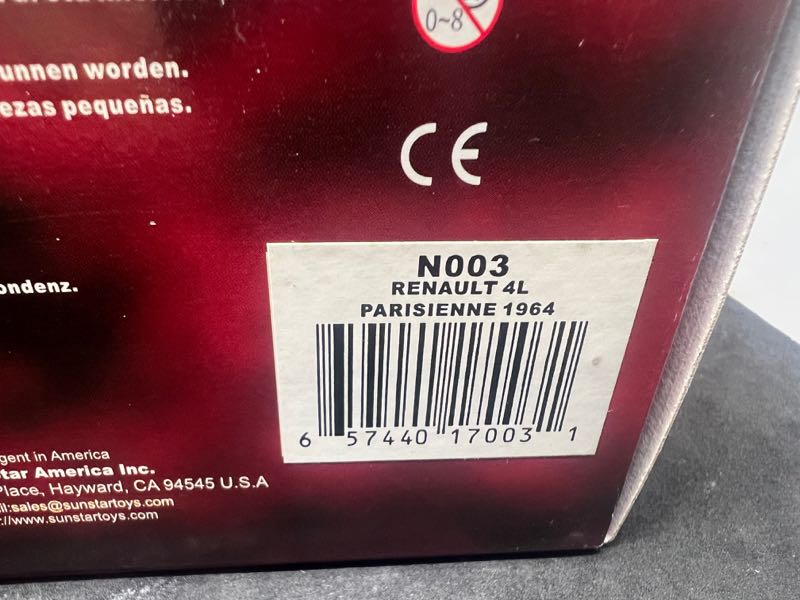 0~8
unnen worden.
ezas pequeñas.
CE
ondenz.
N003
RENAULT 4L
PARISIENNE 1964
6 57440 17003 1
gent in America
tar America Inc.
Place, Hayward, CA 94545 U.S.A
il:sales@sunstartoys.com
://www.sunstartoys.com